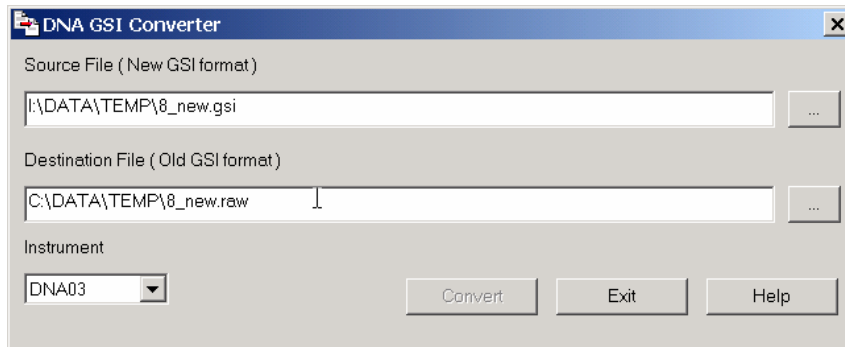 DNA GSI Converter
Source File ( New GSI format )
I:\DATA\TEMP\8_new.gsi
...
Destination File ( Old GSI format )
C:\DATA\TEMP\8_new.raw
...
Instrument
DNA03
Convert
Exit
Help